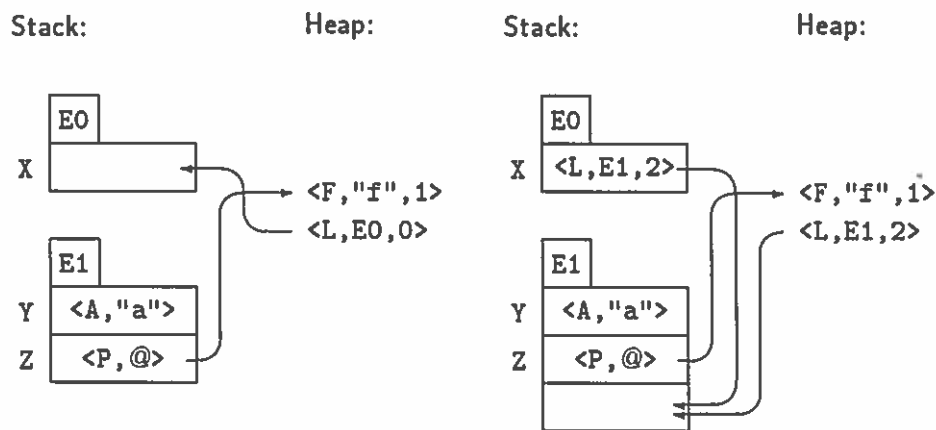 Stack: Heap: Stack: Heap:
E0 E0
X X <L,E1,2>
<F,"f",1> <F,"f",1>
<L,E0,0> <L,E1,2>
E1 E1
Y <A,"a"> Y <A,"a">
Z <P,@> Z <P,@>